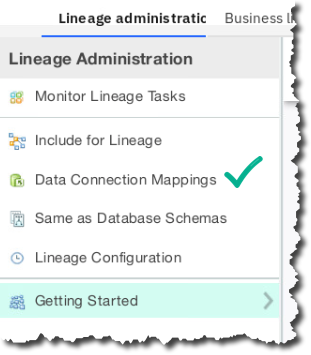 Lineage administratic Business li
Lineage Administration
Monitor Lineage Tasks
Include for Lineage
Data Connection Mappings
Same as Database Schemas
Lineage Configuration
Getting Started